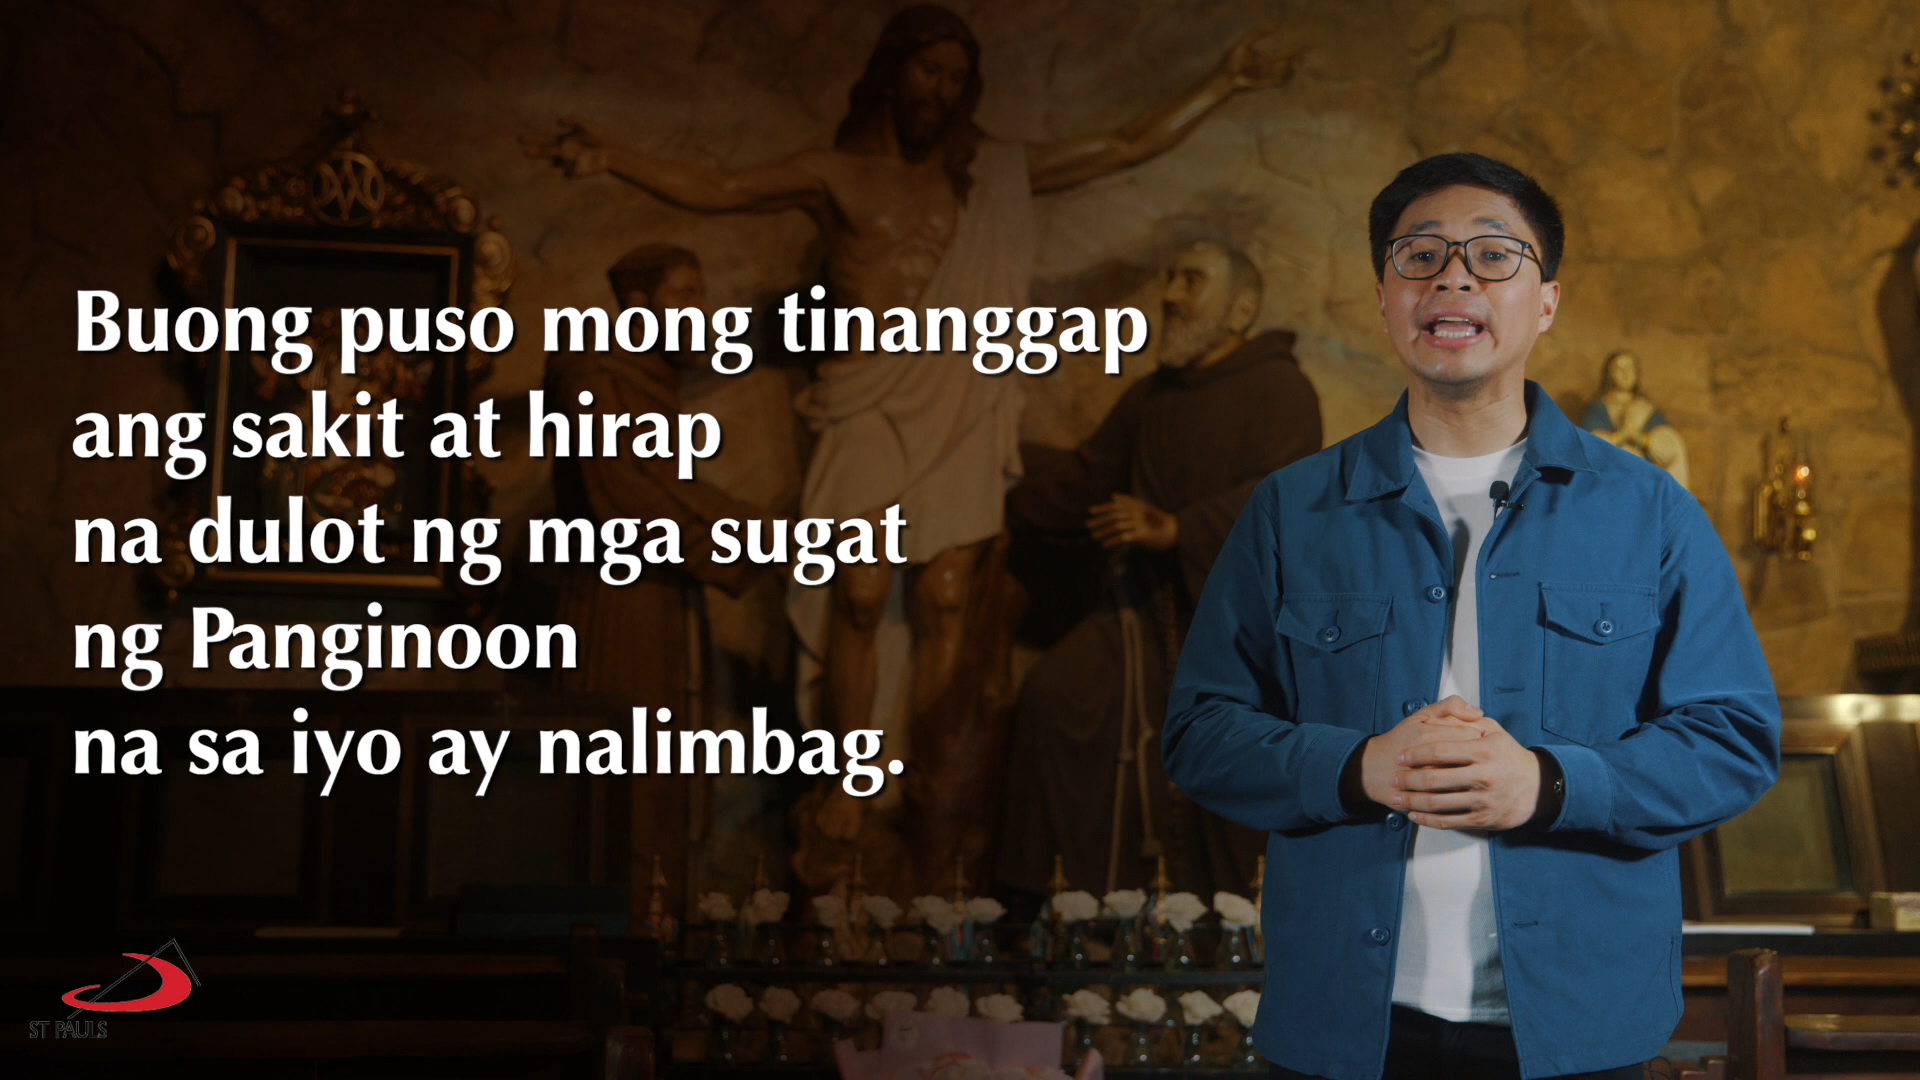 Buong puso mong tinanggap
ang sakit at hirap
na dulot ng mga sugat
ng Panginoon
na sa iyo ay nalimbag.
ST PAULS